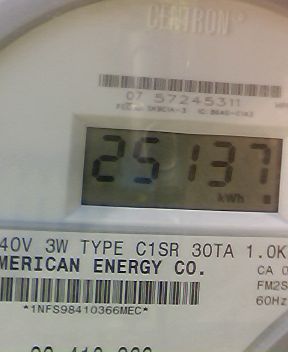 CENTRON
07 57245311
25137
kWh
40V 3W TYPE C1SR 30TA 1.0K
MERICAN ENERGY CO.
CA 0
FM2S
60Hz
*1NFS98410366MEC*